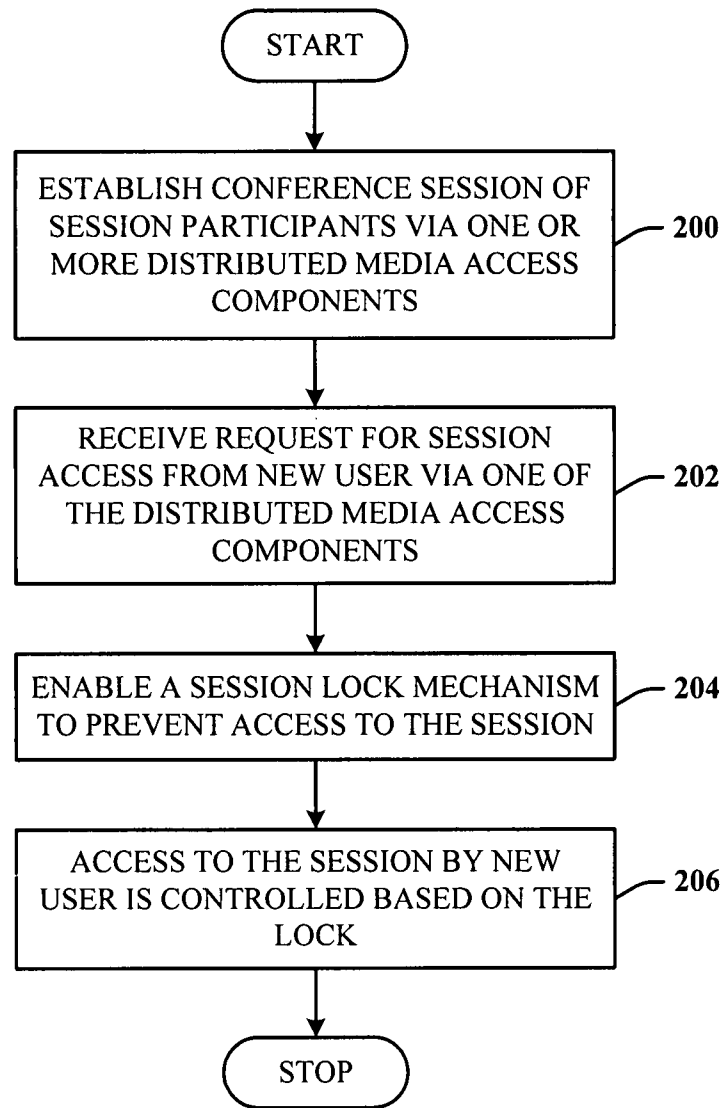 START
ESTABLISH CONFERENCE SESSION OF
SESSION PARTICIPANTS VIA ONE OR
MORE DISTRIBUTED MEDIA ACCESS
COMPONENTS
200
RECEIVE REQUEST FOR SESSION
ACCESS FROM NEW USER VIA ONE OF
THE DISTRIBUTED MEDIA ACCESS
COMPONENTS
202
ENABLE A SESSION LOCK MECHANISM
TO PREVENT ACCESS TO THE SESSION
204
ACCESS TO THE SESSION BY NEW
USER IS CONTROLLED BASED ON THE
LOCK
206
STOP